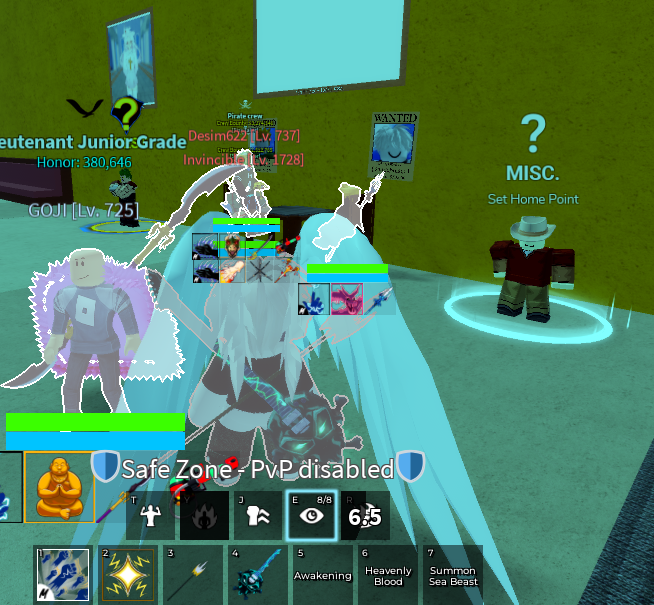 WANTED
Pirate crew
eutenant Junior Grade
Desim622 [Lv. 737]
Honor: 380,646
Invincible [Lv. 1728]
GOJI [Lv. 725]
?
?
MISC.
Set Home Point
Safe Zone - PvP disabled
T
J
E 8/8
R
6.5
1
2
3
4
5
Awakening
6
Heavenly
Blood
7
Summon
Sea Beast